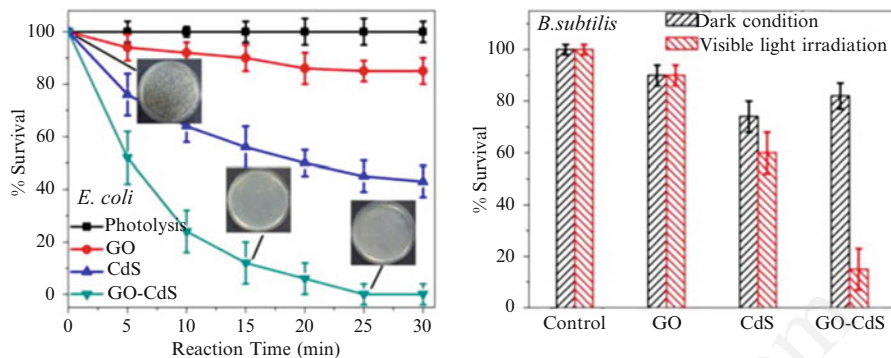 100
80
60
40
20
0
% Survival
E. coli
Photolysis
GO
CdS
GO-CdS
0 5 10 15 20 25 30
Reaction Time (min)
B.subtilis
Dark condition
Visible light irradiation
100
80
60
40
20
0
% Survival
Control GO CdS GO-CdS